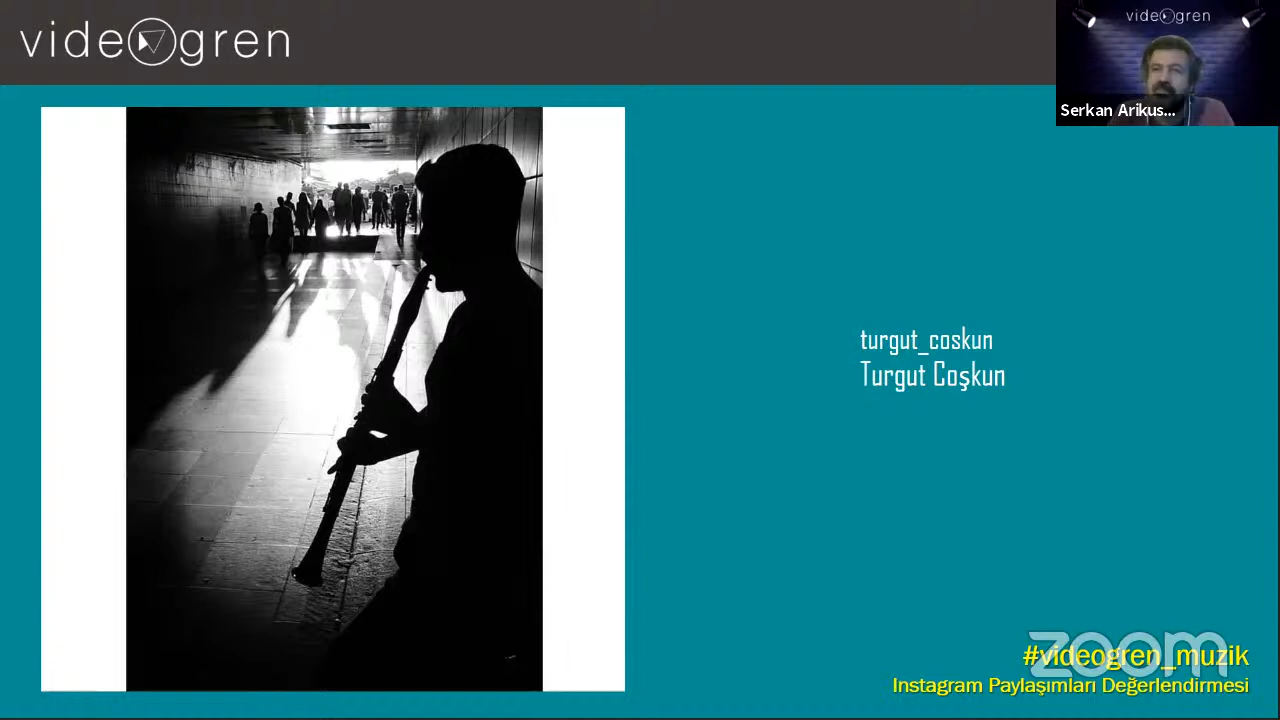 videogren
videogren
Serkan Arikus...
turgut_coskun
Turgut Coşkun
zoom
#videogren_muzik
Instagram Paylaşımları Değerlendirmesi